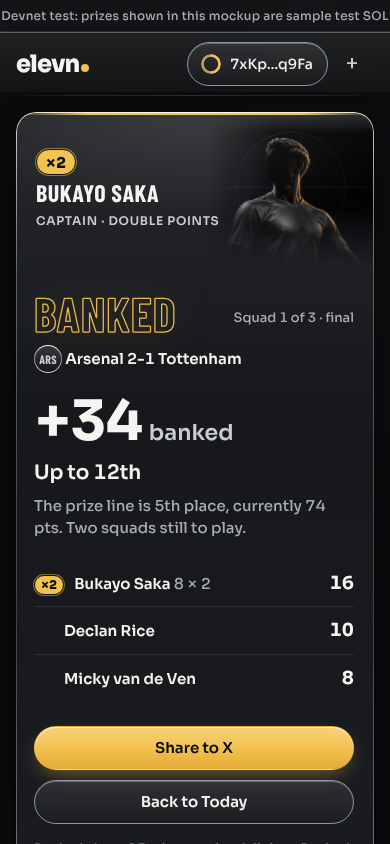 Devnet test: prizes shown in this mockup are sample test SOL
elevn.
7xKp...q9Fa
+
×2
BUKAYO SAKA
CAPTAIN · DOUBLE POINTS
BANKED
Squad 1 of 3 · final
ARS Arsenal 2-1 Tottenham
+34 banked
Up to 12th
The prize line is 5th place, currently 74
pts. Two squads still to play.
×2 Bukayo Saka 8 × 2 16
Declan Rice 10
Micky van de Ven 8
Share to X
Back to Today